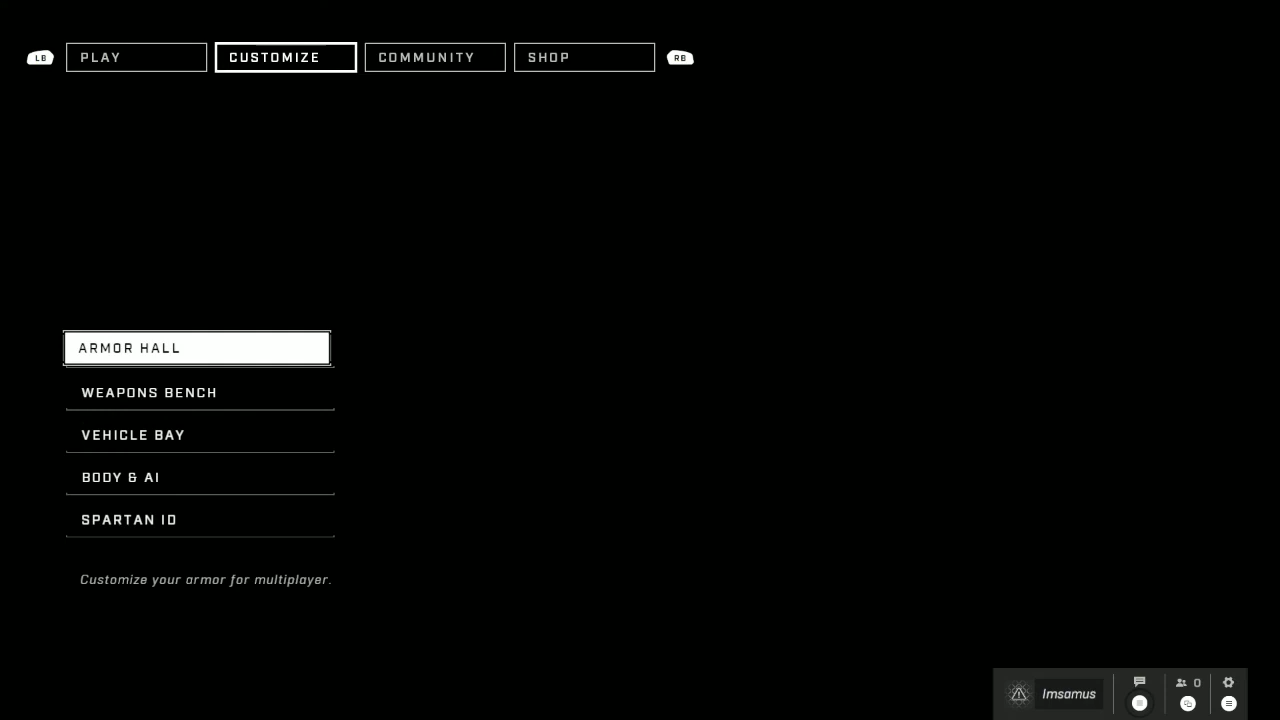 LB PLAY CUSTOMIZE COMMUNITY SHOP RB
ARMOR HALL
WEAPONS BENCH
VEHICLE BAY
BODY & AI
SPARTAN ID
Customize your armor for multiplayer.
Imsamus 0